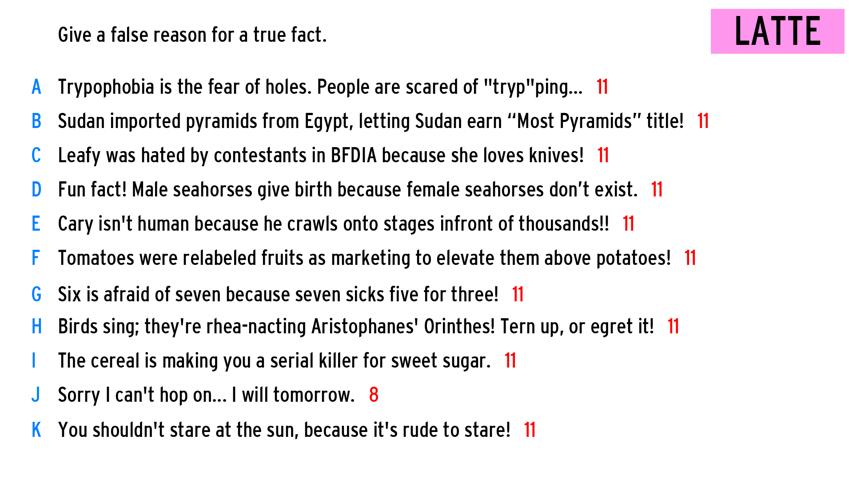 Give a false reason for a true fact.
LATTE
A Trypophobia is the fear of holes. People are scared of "tryp"ping... 11
B Sudan imported pyramids from Egypt, letting Sudan earn “Most Pyramids” title! 11
C Leafy was hated by contestants in BFDIA because she loves knives! 11
D Fun fact! Male seahorses give birth because female seahorses don’t exist. 11
E Cary isn't human because he crawls onto stages infront of thousands!! 11
F Tomatoes were relabeled fruits as marketing to elevate them above potatoes! 11
G Six is afraid of seven because seven sicks five for three! 11
H Birds sing; they're rhea-nacting Aristophanes' Orinthes! Tern up, or egret it! 11
I The cereal is making you a serial killer for sweet sugar. 11
J Sorry I can't hop on... I will tomorrow. 8
K You shouldn't stare at the sun, because it's rude to stare! 11